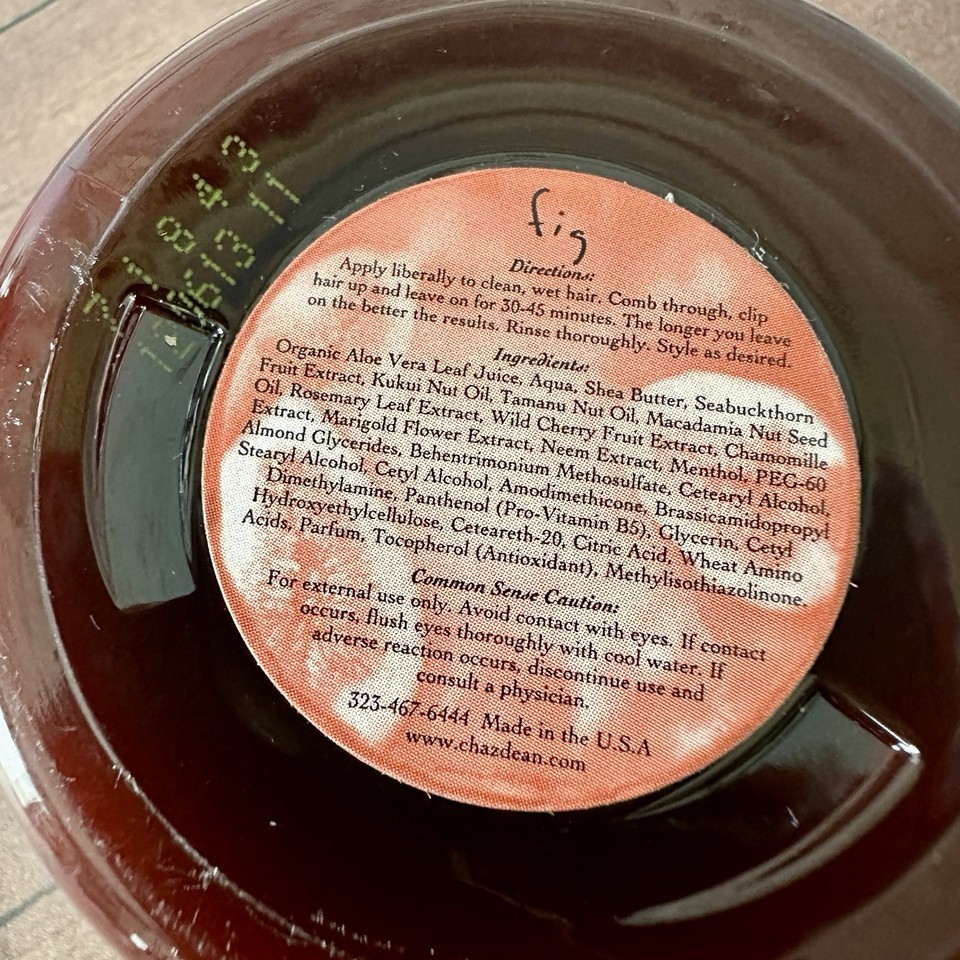 fig
Directions:
Apply liberally to clean, wet hair. Comb through, clip
hair up and leave on for 30-45 minutes. The longer you leave
on the better the results. Rinse thoroughly. Style as desired.
Ingredients:
Organic Aloe Vera Leaf Juice, Aqua, Shea Butter, Seabuckthorn
Fruit Extract, Kukui Nut Oil, Tamanu Nut Oil, Macadamia Nut Seed
Oil, Rosemary Leaf Extract, Wild Cherry Fruit Extract, Chamomille
Extract, Marigold Flower Extract, Neem Extract, Menthol, PEG-60
Almond Glycerides, Behentrimonium Methosulfate, Cetearyl Alcohol,
Stearyl Alcohol, Cetyl Alcohol, Amodimethicone, Brassicamidopropyl
Dimethylamine, Panthenol (Pro-Vitamin B5), Glycerin, Cetyl
Hydroxyethylcellulose, Ceteareth-20, Citric Acid, Wheat Amino
Acids, Parfum, Tocopherol (Antioxidant), Methylisothiazolinone.
Common Sense Caution:
For external use only. Avoid contact with eyes. If contact
occurs, flush eyes thoroughly with cool water. If
adverse reaction occurs, discontinue use and
consult a physician.
323-467-6444 Made in the U.S.A
www.chazdean.com